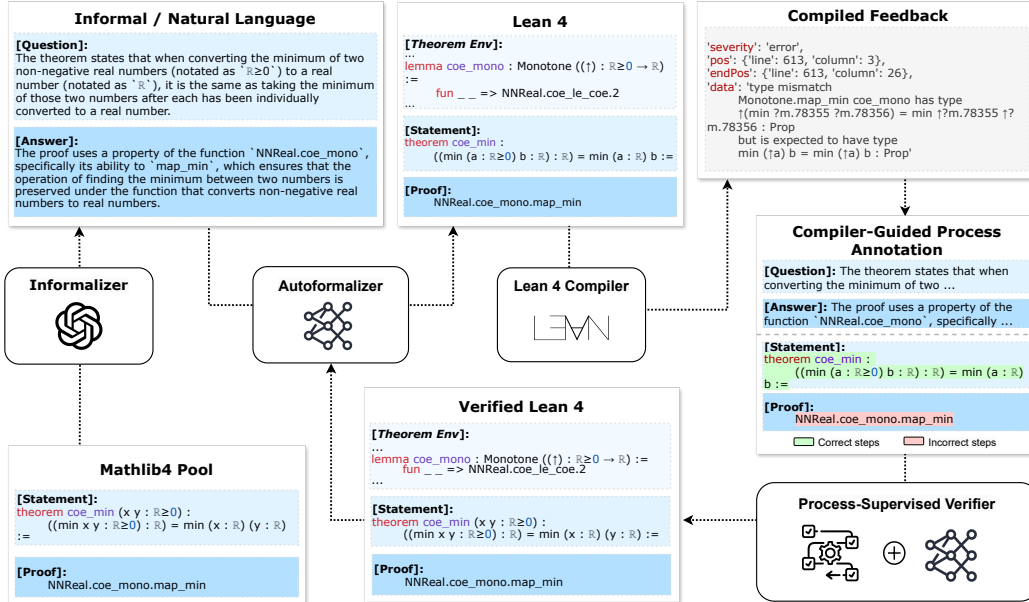 Informal / Natural Language
[Question]:
The theorem states that when converting the minimum of two
non-negative real numbers (notated as `ℝ≥0`) to a real
number (notated as `ℝ`), it is the same as taking the minimum
of those two numbers after each has been individually
converted to a real number.
[Answer]:
The proof uses a property of the function `NNReal.coe_mono`,
specifically its ability to `map_min`, which ensures that the
operation of finding the minimum between two numbers is
preserved under the function that converts non-negative real
numbers to real numbers.
Lean 4
[Theorem Env]:
...
lemma coe_mono : Monotone ((↑) : ℝ≥0 → ℝ)
:=
fun _ _ => NNReal.coe_le_coe.2
...
[Statement]:
theorem coe_min :
((min (a : ℝ≥0) b : ℝ) : ℝ) = min (a : ℝ) b :=
[Proof]:
NNReal.coe_mono.map_min
Compiled Feedback
'severity': 'error',
'pos': {'line': 613, 'column': 3},
'endPos': {'line': 613, 'column': 26},
'data': 'type mismatch
Monotone.map_min coe_mono has type
↑(min ?m.78355 ?m.78356) = min ↑?m.78355 ↑?
m.78356 : Prop
but is expected to have type
min (↑a) b = min (↑a) b : Prop'
Informalizer
Autoformalizer
Lean 4 Compiler
LEAN
Compiler-Guided Process
Annotation
[Question]: The theorem states that when
converting the minimum of two ...
[Answer]: The proof uses a property of the
function `NNReal.coe_mono`, specifically ...
[Statement]:
theorem coe_min :
((min (a : ℝ≥0) b : ℝ) : ℝ) = min (a : ℝ)
b :=
[Proof]:
NNReal.coe_mono.map_min
Correct steps
Incorrect steps
Mathlib4 Pool
[Statement]:
theorem coe_min (x y : ℝ≥0) :
((min x y : ℝ≥0) : ℝ) = min (x : ℝ) (y : ℝ)
:=
[Proof]:
NNReal.coe_mono.map_min
Verified Lean 4
[Theorem Env]:
...
lemma coe_mono : Monotone ((↑) : ℝ≥0 → ℝ) :=
fun _ _ => NNReal.coe_le_coe.2
...
[Statement]:
theorem coe_min (x y : ℝ≥0) :
((min x y : ℝ≥0) : ℝ) = min (x : ℝ) (y : ℝ) :=
[Proof]:
NNReal.coe_mono.map_min
Process-Supervised Verifier